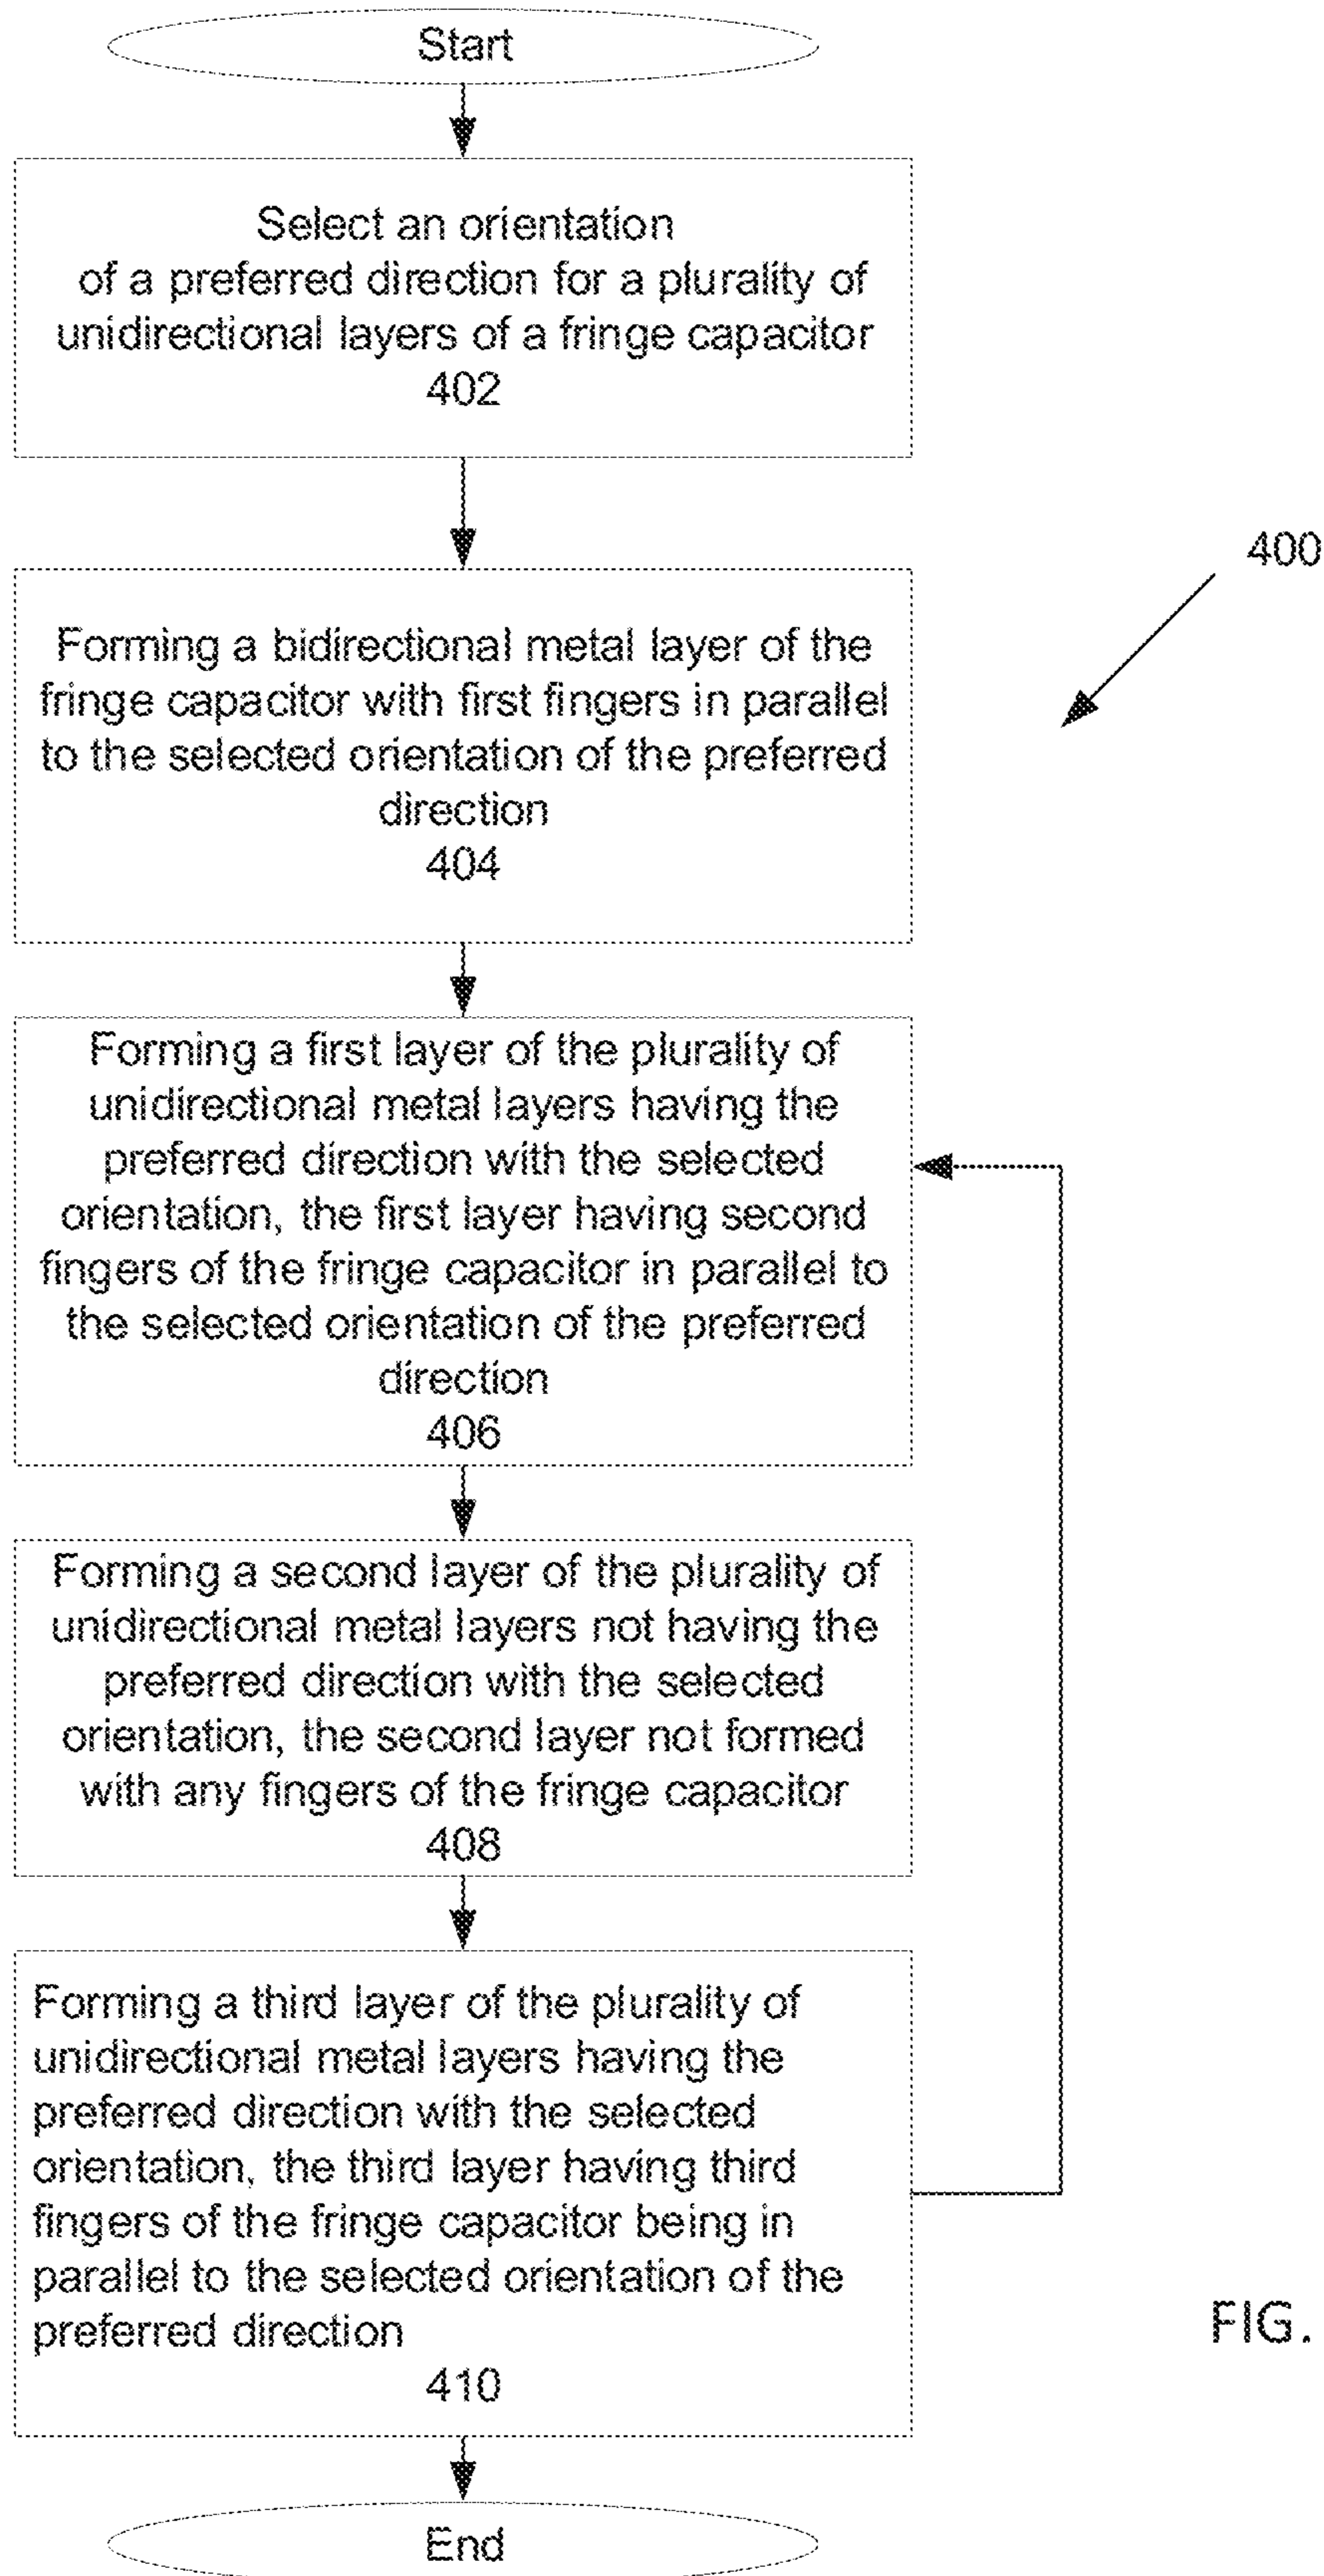 Start
Select an orientation
of a preferred direction for a plurality of
unidirectional layers of a fringe capacitor
402
400
Forming a bidirectional metal layer of the
fringe capacitor with first fingers in parallel
to the selected orientation of the preferred
direction
404
Forming a first layer of the plurality of
unidirectional metal layers having the
preferred direction with the selected
orientation, the first layer having second
fingers of the fringe capacitor in parallel to
the selected orientation of the preferred
direction
406
Forming a second layer of the plurality of
unidirectional metal layers not having the
preferred direction with the selected
orientation, the second layer not formed
with any fingers of the fringe capacitor
408
Forming a third layer of the plurality of
unidirectional metal layers having the
preferred direction with the selected
orientation, the third layer having third
fingers of the fringe capacitor being in
parallel to the selected orientation of the
preferred direction
410
FIG.
End